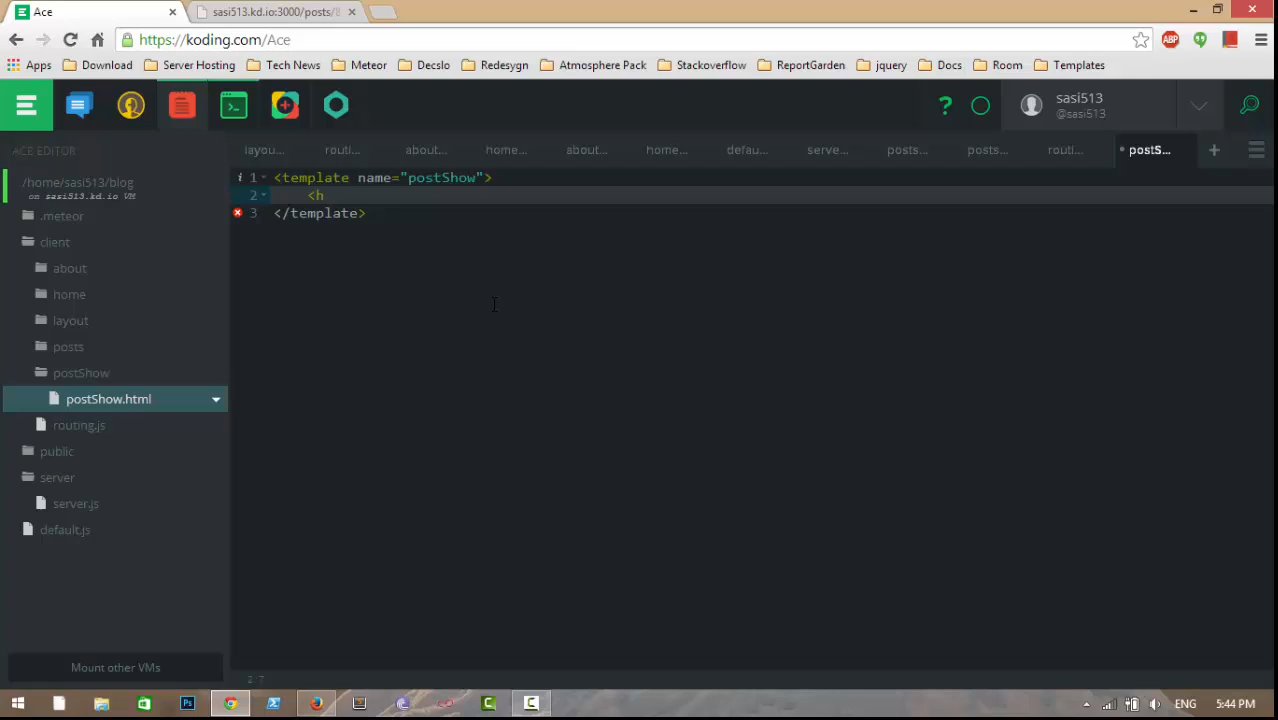 Ace
sasi513.kd.io:3000/posts/
https://koding.com/Ace
ABP
Apps Download Server Hosting Tech News Meteor Decslo Redesygn Atmosphere Pack Stackoverflow ReportGarden jquery Docs Room Templates
? sasi513
@sasi513
ACE EDITOR
layou... routi... about... home... about... home... defau... serve... posts... posts... routi... postS... +
/home/sasi513/blog
on sasi513.kd.io VM
.meteor
client
about
home
layout
posts
postShow
postShow.html
routing.js
public
server
server.js
default.js
i 1 <template name="postShow">
2 <h
3 </template>
Mount other VMs
2 7
Ps
ENG 5:44 PM